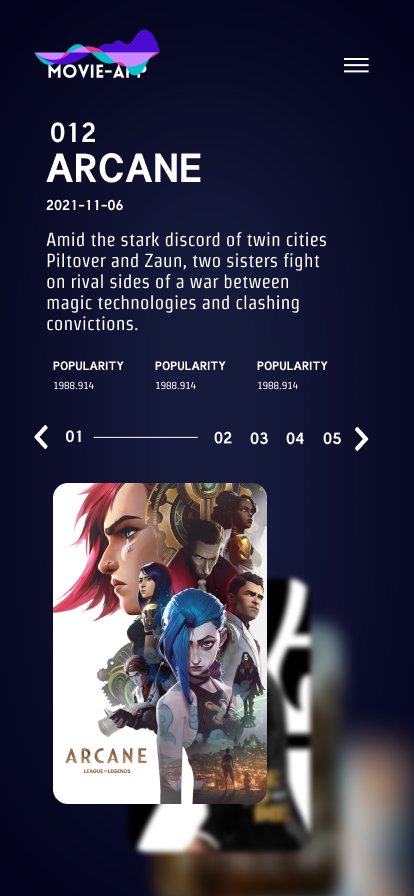 MOVIE-APP
012
ARCANE
2021-11-06
Amid the stark discord of twin cities
Piltover and Zaun, two sisters fight
on rival sides of a war between
magic technologies and clashing
convictions.
POPULARITY POPULARITY POPULARITY
1988.914 1988.914 1988.914
01 02 03 04 05
ARCANE
LEAGUE OF LEGENDS